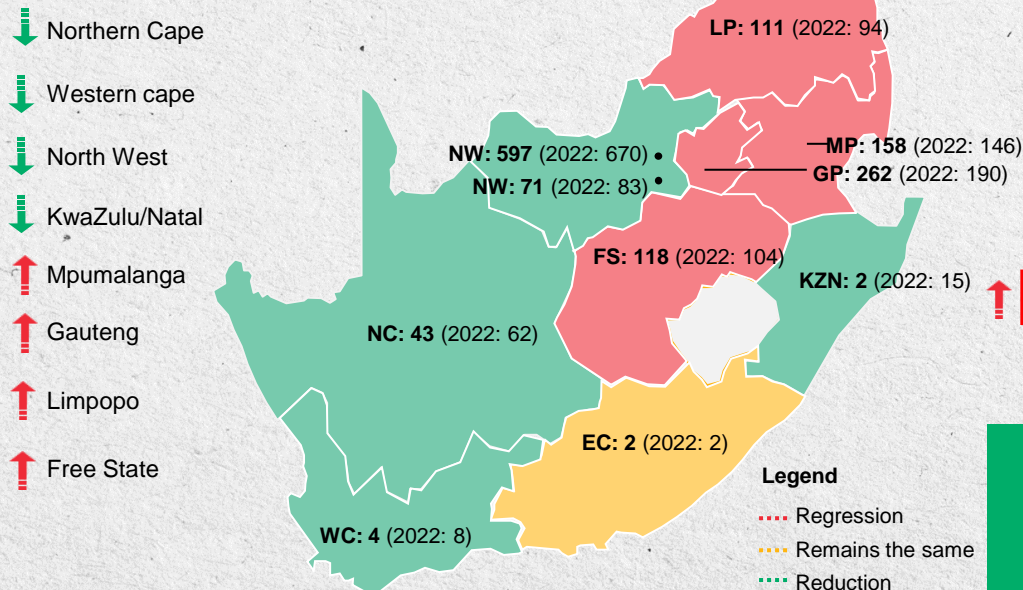 Northern Cape
Western cape
North West
KwaZulu/Natal
Mpumalanga
Gauteng
Limpopo
Free State
LP: 111 (2022: 94)
NW: 597 (2022: 670)
NW: 71 (2022: 83)
MP: 158 (2022: 146)
GP: 262 (2022: 190)
FS: 118 (2022: 104)
KZN: 2 (2022: 15)
NC: 43 (2022: 62)
EC: 2 (2022: 2)
WC: 4 (2022: 8)
Legend
Regression
Remains the same
Reduction